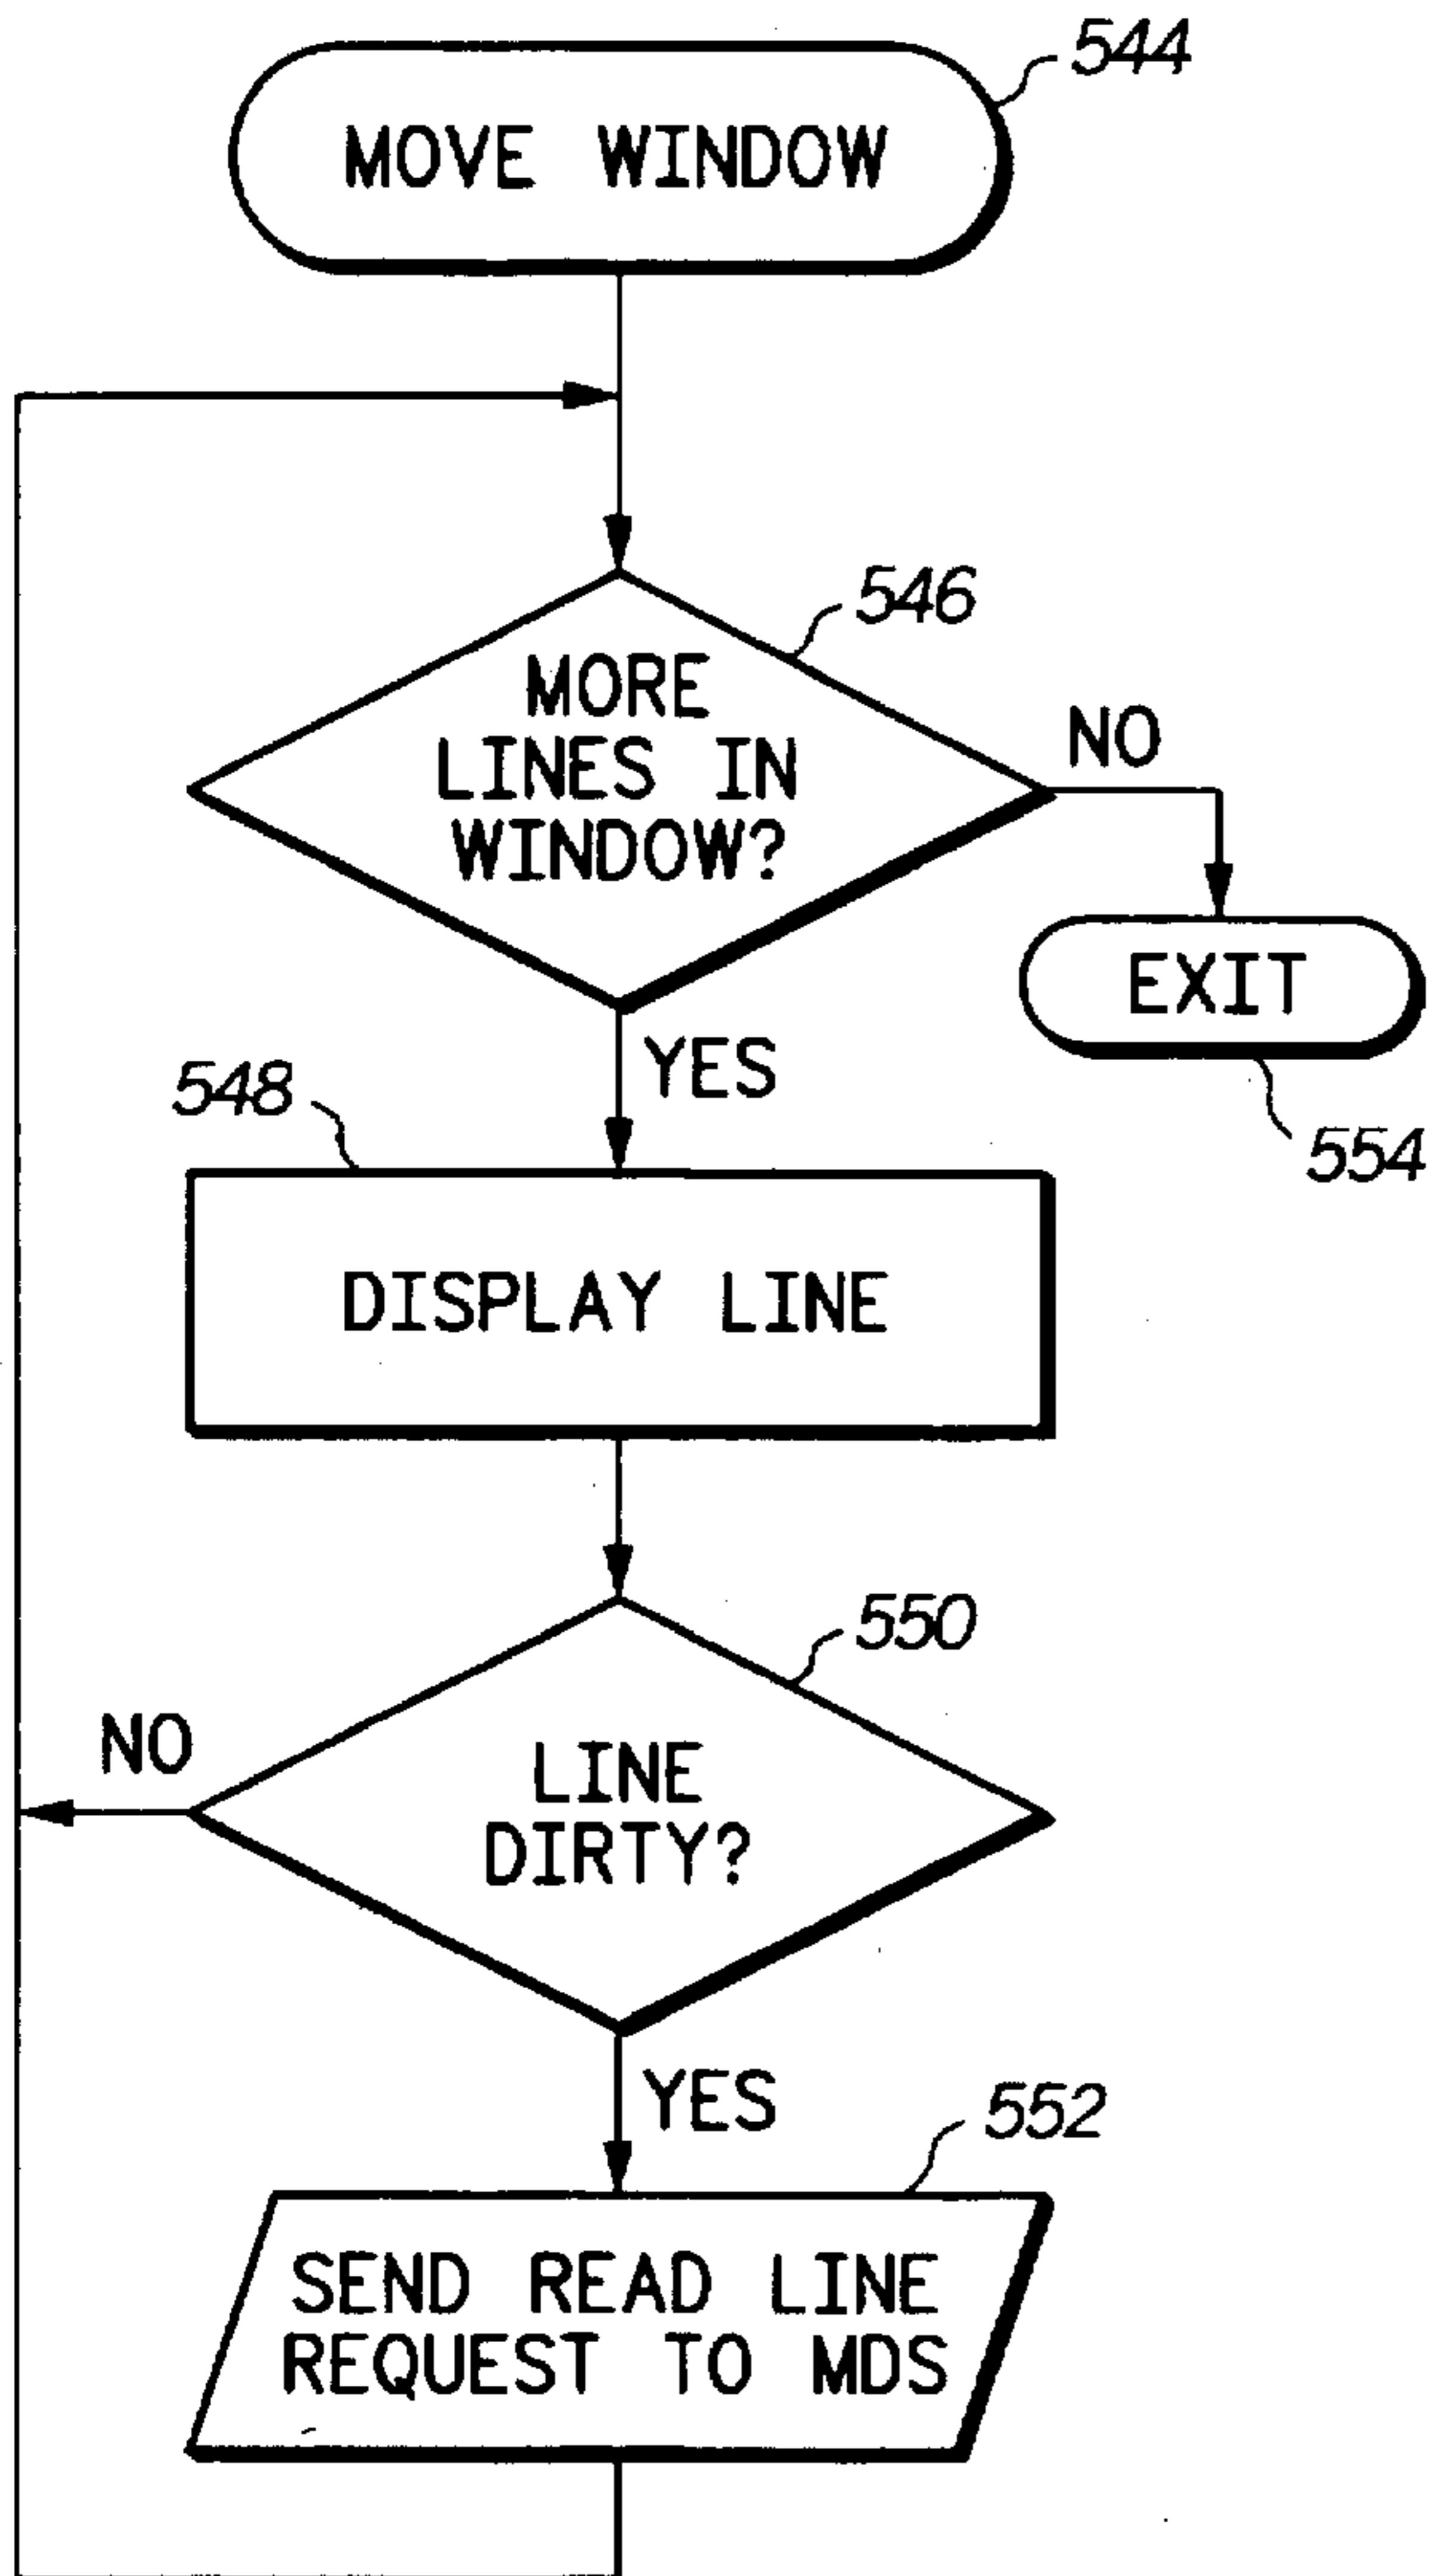 544
MOVE WINDOW
546
MORE
LINES IN
WINDOW?
NO
EXIT
554
YES
548
DISPLAY LINE
550
LINE
DIRTY?
NO
YES
552
SEND READ LINE
REQUEST TO MDS